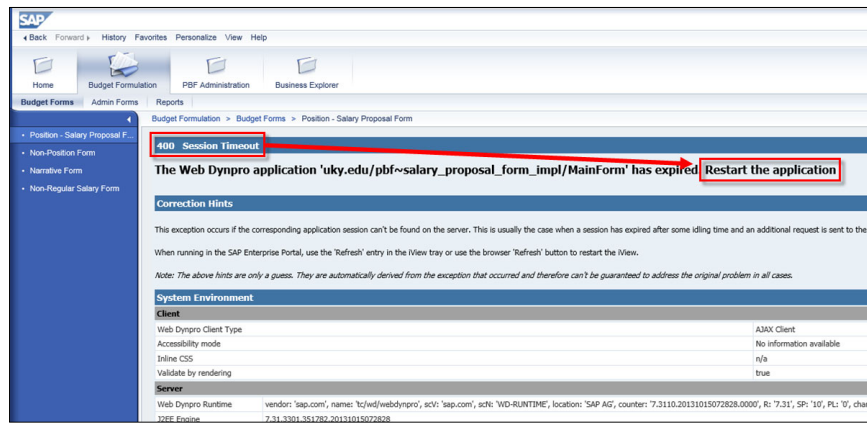 SAP
Back Forward History Favorites Personalize View Help
Home Budget Formulation PBF Administration Business Explorer
Budget Forms Admin Forms Reports
Budget Formulation > Budget Forms > Position - Salary Proposal Form
• Position - Salary Proposal F...
• Non-Position Form
• Narrative Form
• Non-Regular Salary Form
400 Session Timeout
The Web Dynpro application 'uky.edu/pbf~salary_proposal_form_impl/MainForm' has expired Restart the application
Correction Hints
This exception occurs if the corresponding application session can't be found on the server. This is usually the case when a session has expired after some idling time and an additional request is sent to the
When running in the SAP Enterprise Portal, use the 'Refresh' entry in the iView tray or use the browser 'Refresh' button to restart the iView.
Note: The above hints are only a guess. They are automatically derived from the exception that occurred and therefore can't be guaranteed to address the original problem in all cases.
System Environment
Client
Web Dynpro Client Type AJAX Client
Accessibility mode No information available
Inline CSS n/a
Validate by rendering true
Server
Web Dynpro Runtime vendor: 'sap.com', name: 'tc/wd/webdynpro', scV: 'sap.com', scN: 'WD-RUNTIME', location: 'SAP AG', counter: '7.3110.20131015072828.0000', R: '7.31', SP: '10', PL: '0', chan
J2EE Engine 7.31.3301.351782.20131015072828